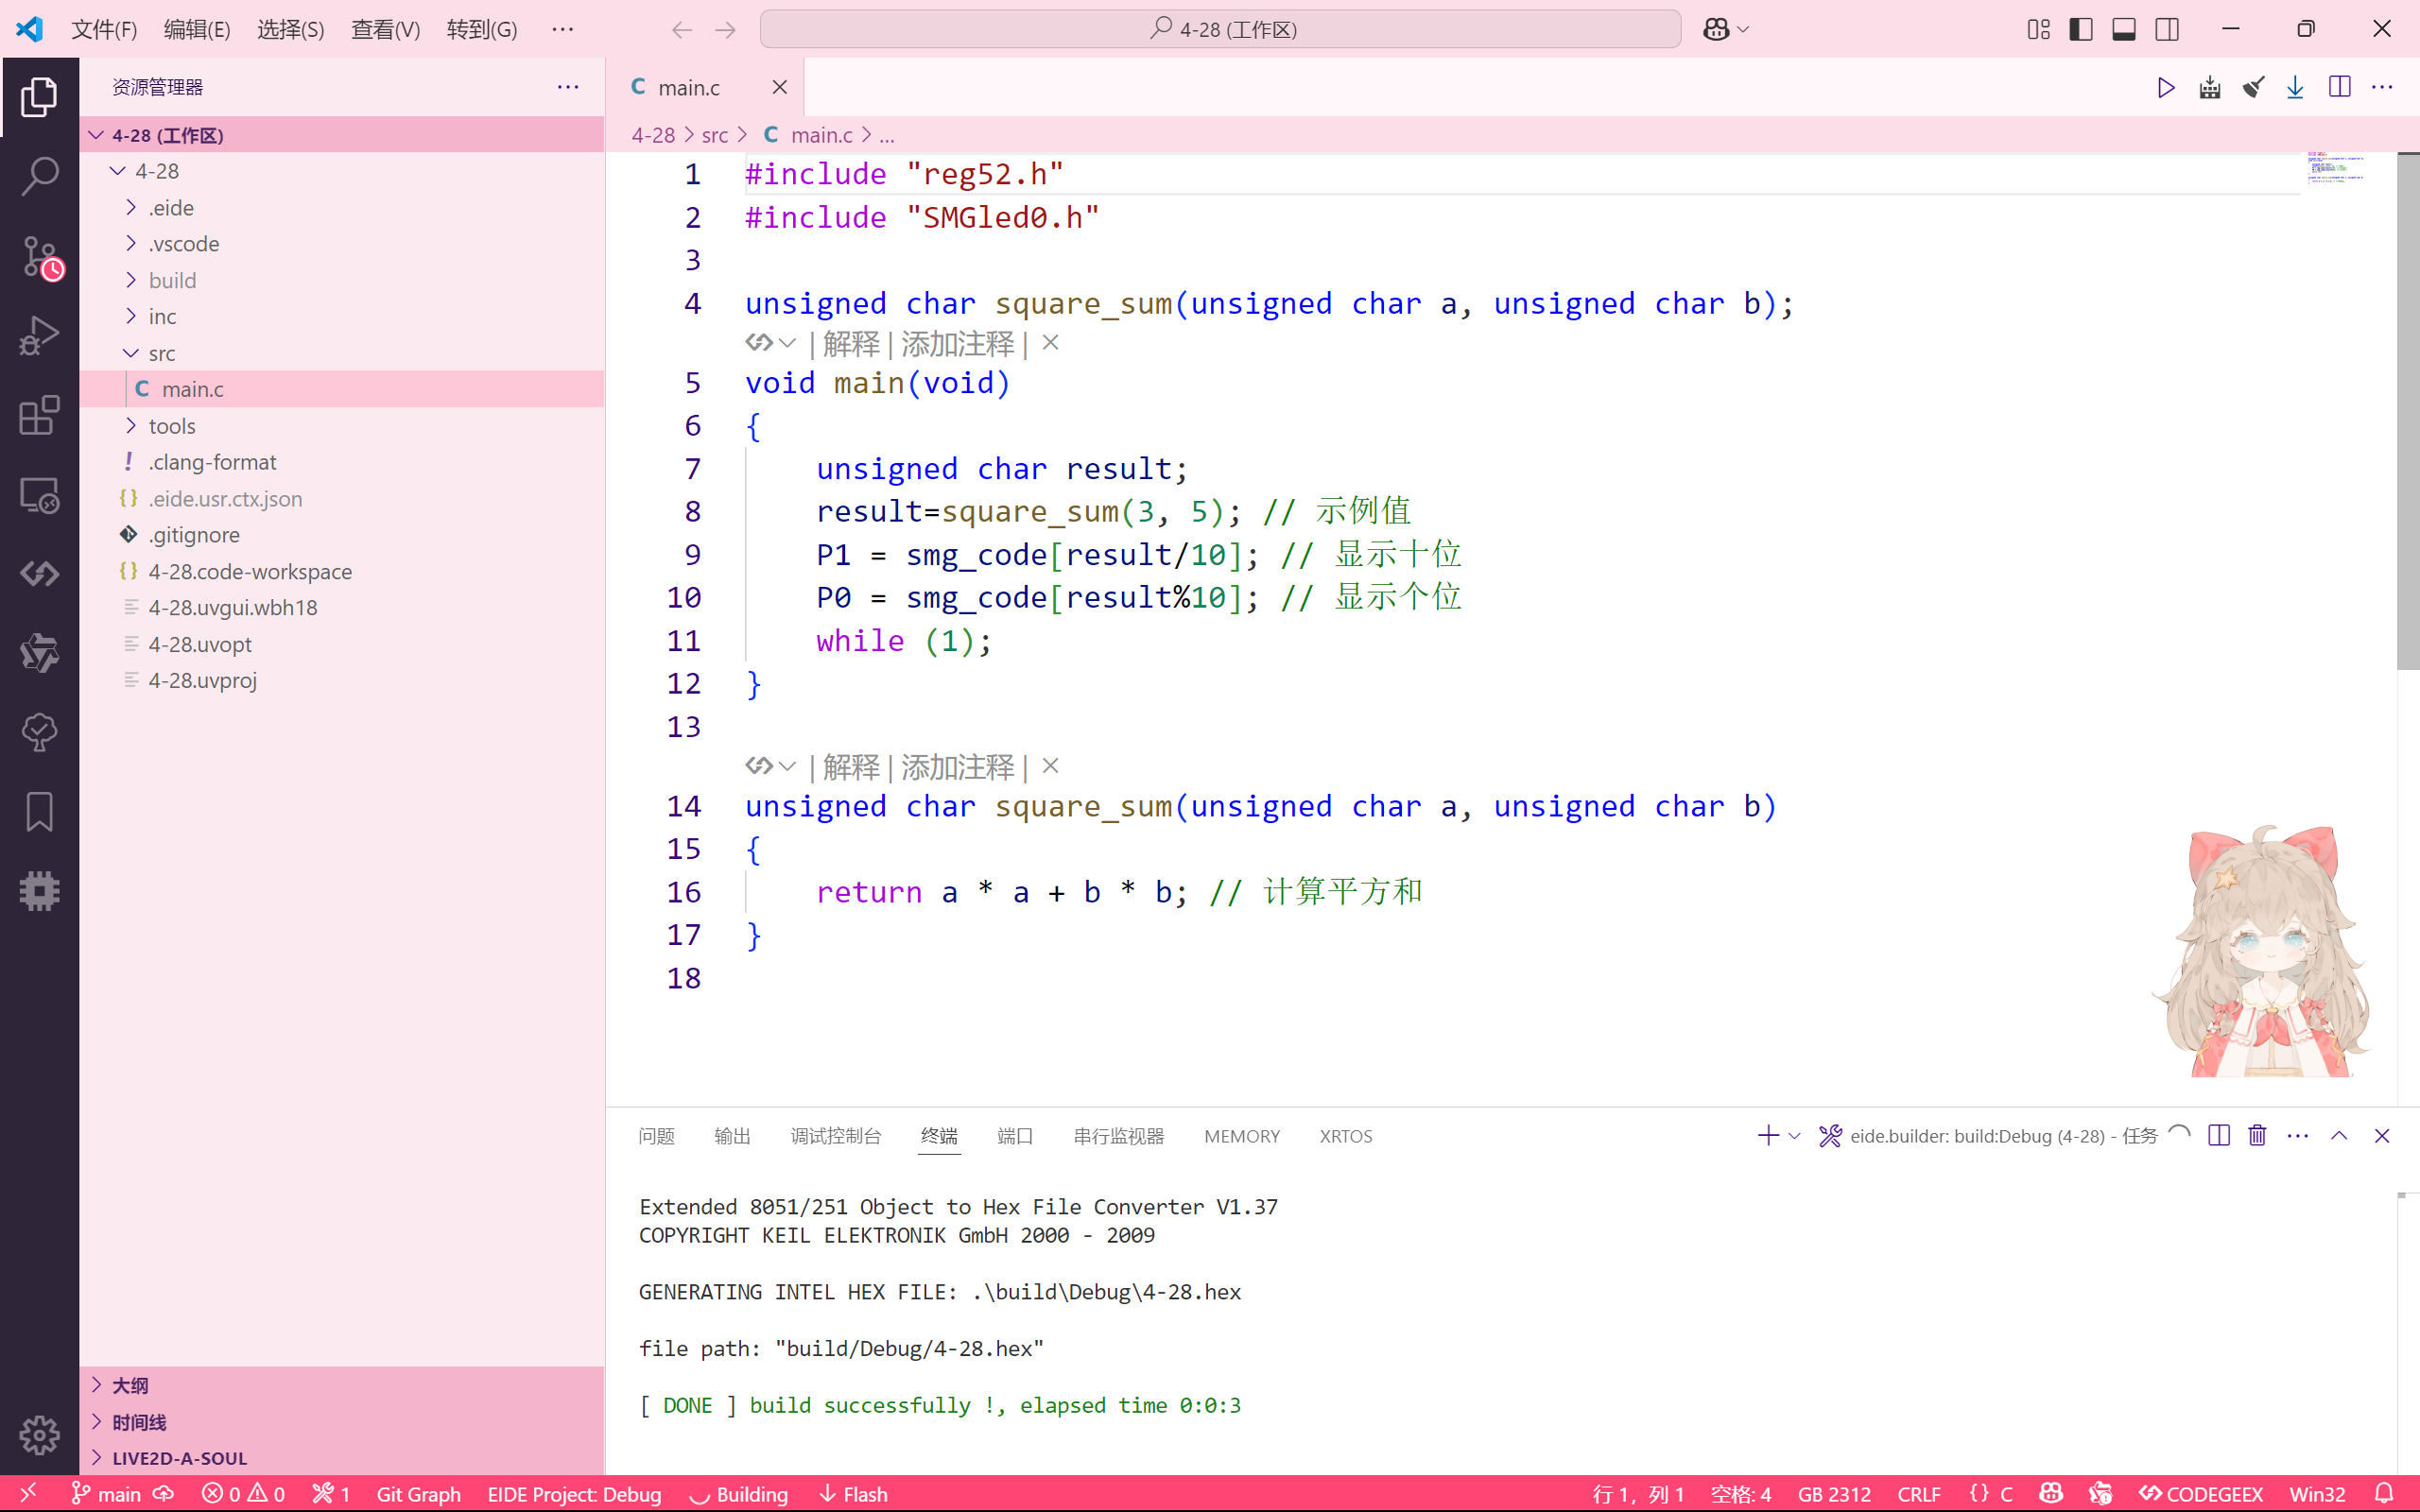 文件(F) 编辑(E) 选择(S) 查看(V) 转到(G) ··· 4-28 (工作区)
资源管理器
4-28 (工作区)
4-28
.eide
.vscode
build
inc
src
C main.c
tools
! .clang-format
{} .eide.usr.ctx.json
.gitignore
{} 4-28.code-workspace
4-28.uvgui.wbh18
4-28.uvopt
4-28.uvproj
大纲
时间线
LIVE2D-A-SOUL
C main.c
4-28 > src > C main.c > ...
1 #include "reg52.h"
2 #include "SMGled0.h"
3
4 unsigned char square_sum(unsigned char a, unsigned char b);
| 解释 | 添加注释 | ×
5 void main(void)
6 {
7 unsigned char result;
8 result=square_sum(3, 5); // 示例值
9 P1 = smg_code[result/10]; // 显示十位
10 P0 = smg_code[result%10]; // 显示个位
11 while (1);
12 }
13
| 解释 | 添加注释 | ×
14 unsigned char square_sum(unsigned char a, unsigned char b)
15 {
16 return a * a + b * b; // 计算平方和
17 }
18
问题 输出 调试控制台 终端 端口 串行监视器 MEMORY XRTOS eide.builder: build:Debug (4-28) - 任务
Extended 8051/251 Object to Hex File Converter V1.37
COPYRIGHT KEIL ELEKTRONIK GmbH 2000 - 2009
GENERATING INTEL HEX FILE: .\build\Debug\4-28.hex
file path: "build/Debug/4-28.hex"
[ DONE ] build successfully !, elapsed time 0:0:3
main 0 0 1 Git Graph EIDE Project: Debug Building Flash 行 1，列 1 空格: 4 GB 2312 CRLF {} C CODEGEEX Win32